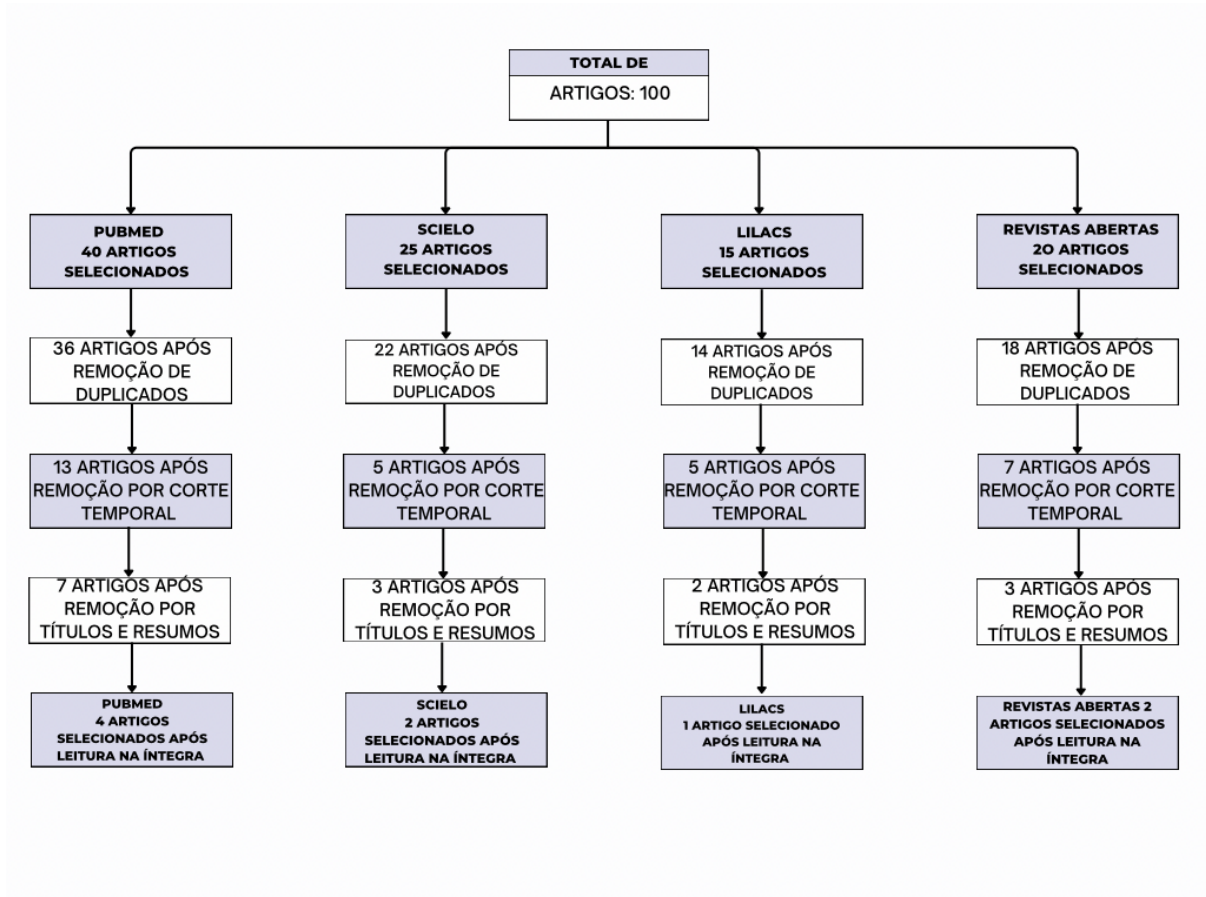 TOTAL DE
ARTIGOS: 100
PUBMED
40 ARTIGOS
SELECIONADOS
SCIELO
25 ARTIGOS
SELECIONADOS
LILACS
15 ARTIGOS
SELECIONADOS
REVISTAS ABERTAS
2O ARTIGOS
SELECIONADOS
36 ARTIGOS APÓS
REMOÇÃO DE
DUPLICADOS
22 ARTIGOS APÓS
REMOÇÃO DE
DUPLICADOS
14 ARTIGOS APÓS
REMOÇÃO DE
DUPLICADOS
18 ARTIGOS APÓS
REMOÇÃO DE
DUPLICADOS
13 ARTIGOS APÓS
REMOÇÃO POR CORTE
TEMPORAL
5 ARTIGOS APÓS
REMOÇÃO POR CORTE
TEMPORAL
5 ARTIGOS APÓS
REMOÇÃO POR CORTE
TEMPORAL
7 ARTIGOS APÓS
REMOÇÃO POR CORTE
TEMPORAL
7 ARTIGOS APÓS
REMOÇÃO POR
TÍTULOS E RESUMOS
3 ARTIGOS APÓS
REMOÇÃO POR
TÍTULOS E RESUMOS
2 ARTIGOS APÓS
REMOÇÃO POR
TÍTULOS E RESUMOS
3 ARTIGOS APÓS
REMOÇÃO POR
TÍTULOS E RESUMOS
PUBMED
4 ARTIGOS
SELECIONADOS APÓS
LEITURA NA ÍNTEGRA
SCIELO
2 ARTIGOS
SELECIONADOS APÓS
LEITURA NA ÍNTEGRA
LILACS
1 ARTIGO SELECIONADO
APÓS LEITURA NA
ÍNTEGRA
REVISTAS ABERTAS 2
ARTIGOS SELECIONADOS
APÓS LEITURA NA
ÍNTEGRA